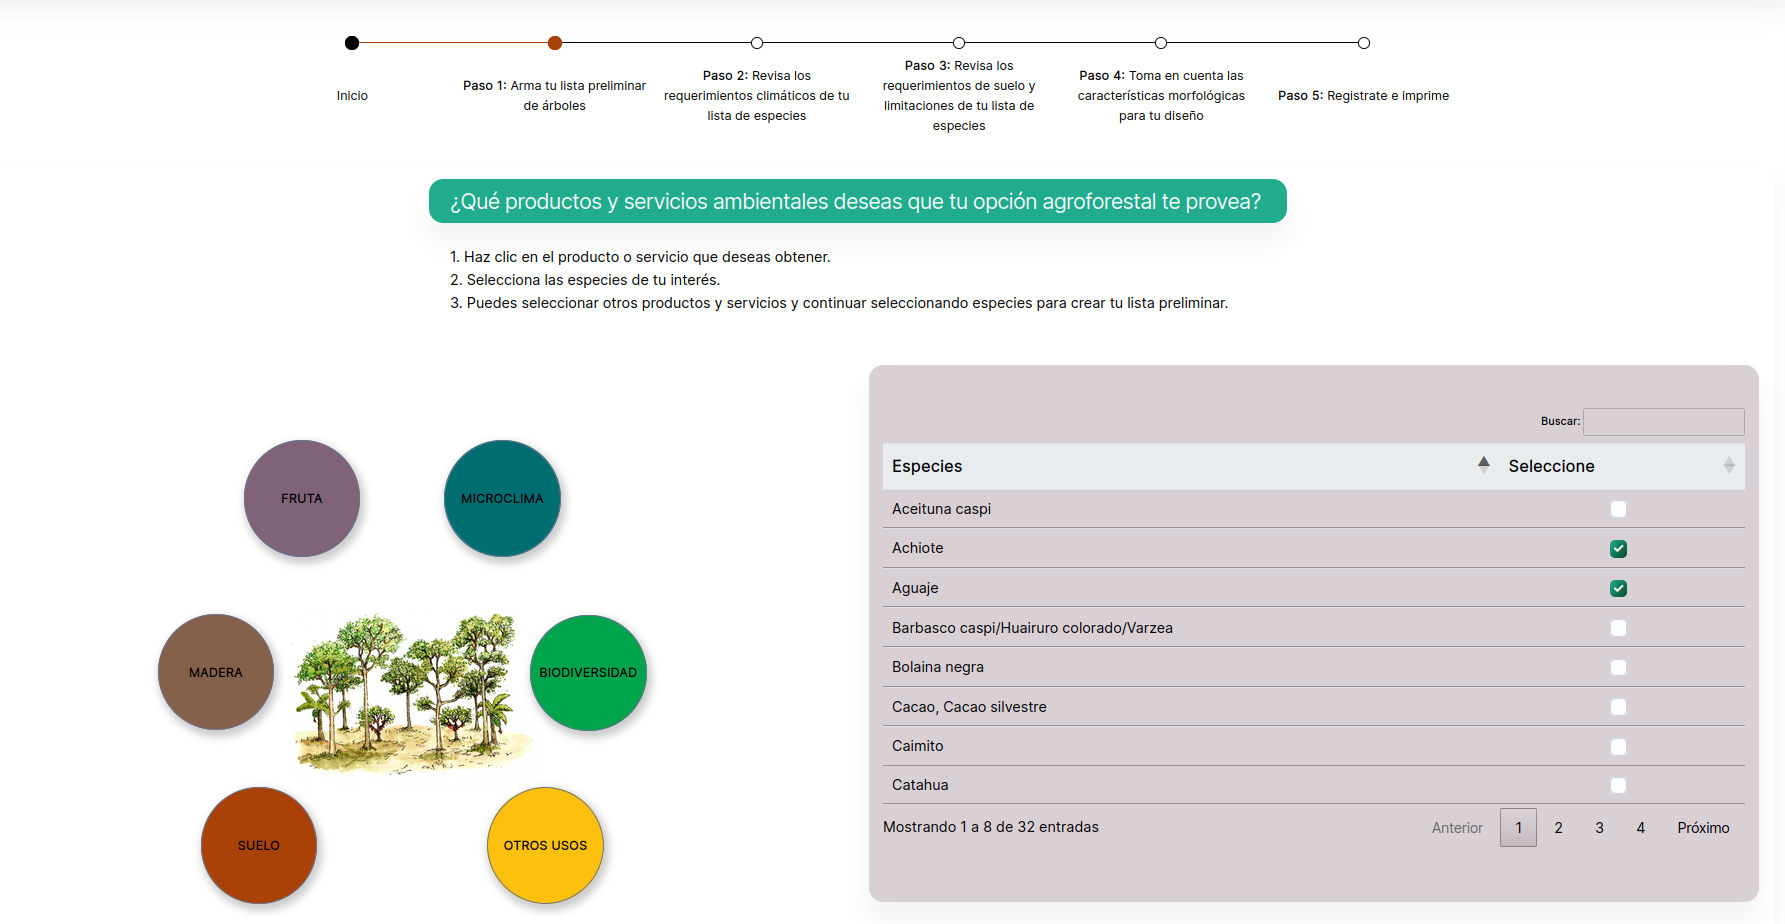 Inicio
Paso 1: Arma tu lista preliminar
de árboles
Paso 2: Revisa los
requerimientos climáticos de tu
lista de especies
Paso 3: Revisa los
requerimientos de suelo y
limitaciones de tu lista de
especies
Paso 4: Toma en cuenta las
características morfológicas
para tu diseño
Paso 5: Registrate e imprime
¿Qué productos y servicios ambientales deseas que tu opción agroforestal te provea?
1. Haz clic en el producto o servicio que deseas obtener.
2. Selecciona las especies de tu interés.
3. Puedes seleccionar otros productos y servicios y continuar seleccionando especies para crear tu lista preliminar.
FRUTA
MICROCLIMA
MADERA
BIODIVERSIDAD
SUELO
OTROS USOS
Buscar:
Especies Seleccione
Aceituna caspi
Achiote
Aguaje
Barbasco caspi/Huairuro colorado/Varzea
Bolaina negra
Cacao, Cacao silvestre
Caimito
Catahua
Mostrando 1 a 8 de 32 entradas
Anterior 1 2 3 4 Próximo